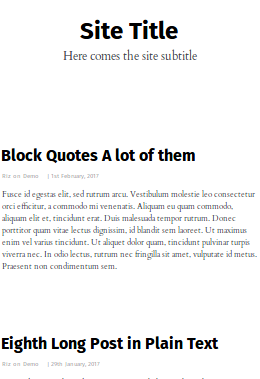 Site Title
Here comes the site subtitle
Block Quotes A lot of them
Riz on Demo | 1st February, 2017
Fusce id egestas elit, sed rutrum arcu. Vestibulum molestie leo consectetur
orci efficitur, a commodo mi venenatis. Aliquam eu quam commodo,
aliquam elit et, tincidunt erat. Duis malesuada tempor rutrum. Donec
porttitor quam vitae lectus dignissim, id blandit sem laoreet. Ut maximus
enim vel varius tincidunt. Ut aliquet dolor quam, tincidunt pulvinar turpis
viverra nec. In odio lectus, rutrum nec fringilla sit amet, vulputate id metus.
Praesent non condimentum sem.
Eighth Long Post in Plain Text
Riz on Demo | 29th January, 2017